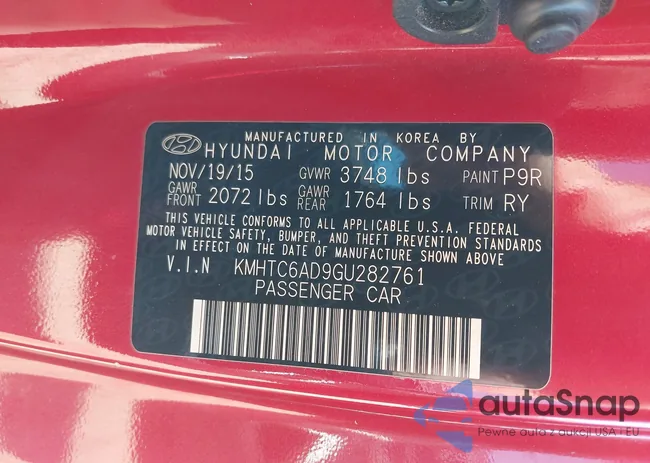 MANUFACTURED IN KOREA BY
HYUNDAI MOTOR COMPANY
NOV/19/15 GVWR 3748 lbs PAINT P9R
GAWR FRONT 2072 lbs GAWR REAR 1764 lbs TRIM RY
THIS VEHICLE CONFORMS TO ALL APPLICABLE U.S.A. FEDERAL
MOTOR VEHICLE SAFETY, BUMPER, AND THEFT PREVENTION STANDARDS
IN EFFECT ON THE DATE OF MANUFACTURE SHOWN ABOVE
V.I.N KMHTC6AD9GU282761
PASSENGER CAR
autoSnap
Pewne auta z aukcji USA i EU